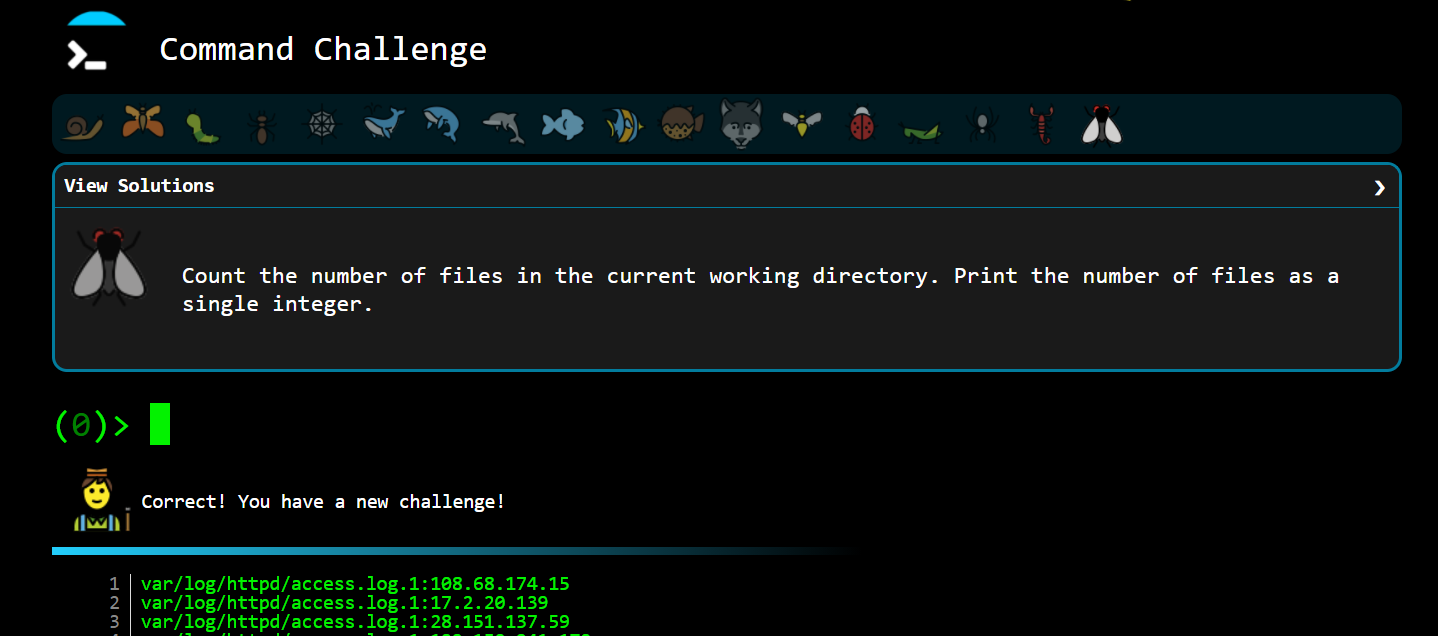 Command Challenge
View Solutions
Count the number of files in the current working directory. Print the number of files as a
single integer.
(0)>
Correct! You have a new challenge!
1 var/log/httpd/access.log.1:108.68.174.15
2 var/log/httpd/access.log.1:17.2.20.139
3 var/log/httpd/access.log.1:28.151.137.59